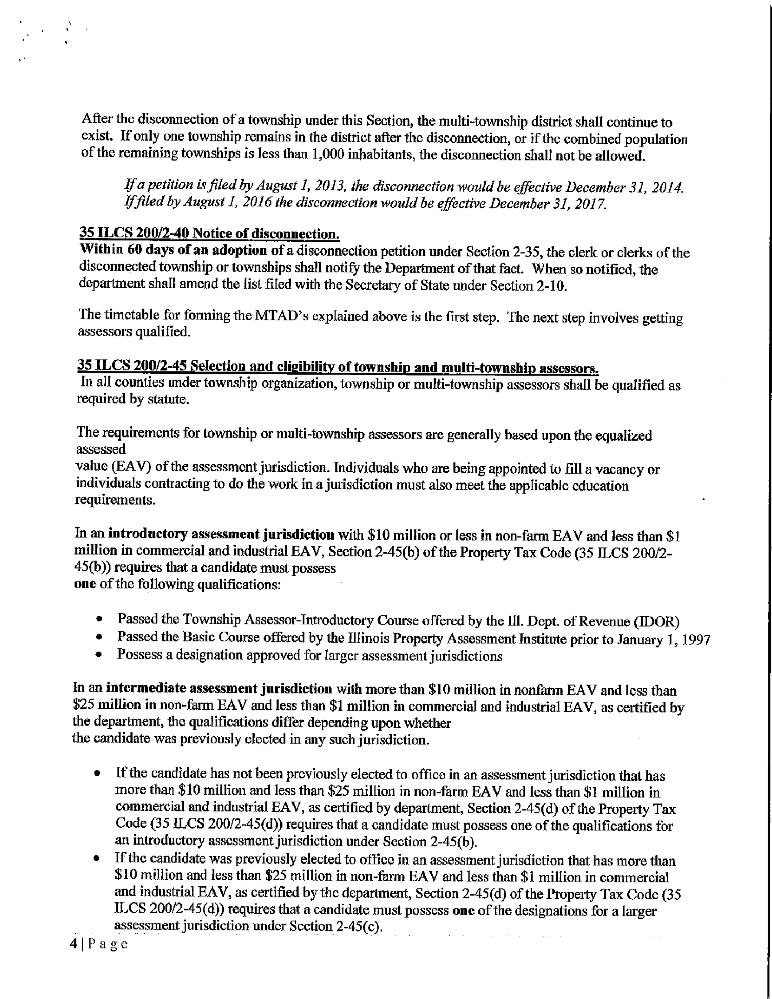 After the disconnection of a township under this Section, the multi-township district shall continue to
exist. If only one township remains in the district after the disconnection, or if the combined population
of the remaining townships is less than 1,000 inhabitants, the disconnection shall not be allowed.
If a petition is filed by August 1, 2013, the disconnection would be effective December 31, 2014.
If filed by August 1, 2016 the disconnection would be effective December 31, 2017.
35 ILCS 200/2-40 Notice of disconnection.
Within 60 days of an adoption of a disconnection petition under Section 2-35, the clerk or clerks of the
disconnected township or townships shall notify the Department of that fact. When so notified, the
department shall amend the list filed with the Secretary of State under Section 2-10.
The timetable for forming the MTAD's explained above is the first step. The next step involves getting
assessors qualified.
35 ILCS 200/2-45 Selection and eligibility of township and multi-township assessors.
In all counties under township organization, township or multi-township assessors shall be qualified as
required by statute.
The requirements for township or multi-township assessors are generally based upon the equalized
assessed
value (EAV) of the assessment jurisdiction. Individuals who are being appointed to fill a vacancy or
individuals contracting to do the work in a jurisdiction must also meet the applicable education
requirements.
In an introductory assessment jurisdiction with $10 million or less in non-farm EAV and less than $1
million in commercial and industrial EAV, Section 2-45(b) of the Property Tax Code (35 ILCS 200/2-
45(b)) requires that a candidate must possess
one of the following qualifications:
• Passed the Township Assessor-Introductory Course offered by the Ill. Dept. of Revenue (IDOR)
• Passed the Basic Course offered by the Illinois Property Assessment Institute prior to January 1, 1997
• Possess a designation approved for larger assessment jurisdictions
In an intermediate assessment jurisdiction with more than $10 million in nonfarm EAV and less than
$25 million in non-farm EAV and less than $1 million in commercial and industrial EAV, as certified by
the department, the qualifications differ depending upon whether
the candidate was previously elected in any such jurisdiction.
• If the candidate has not been previously elected to office in an assessment jurisdiction that has
more than $10 million and less than $25 million in non-farm EAV and less than $1 million in
commercial and industrial EAV, as certified by department, Section 2-45(d) of the Property Tax
Code (35 ILCS 200/2-45(d)) requires that a candidate must possess one of the qualifications for
an introductory assessment jurisdiction under Section 2-45(b).
• If the candidate was previously elected to office in an assessment jurisdiction that has more than
$10 million and less than $25 million in non-farm EAV and less than $1 million in commercial
and industrial EAV, as certified by the department, Section 2-45(d) of the Property Tax Code (35
ILCS 200/2-45(d)) requires that a candidate must possess one of the designations for a larger
assessment jurisdiction under Section 2-45(c).
4 | P a g e